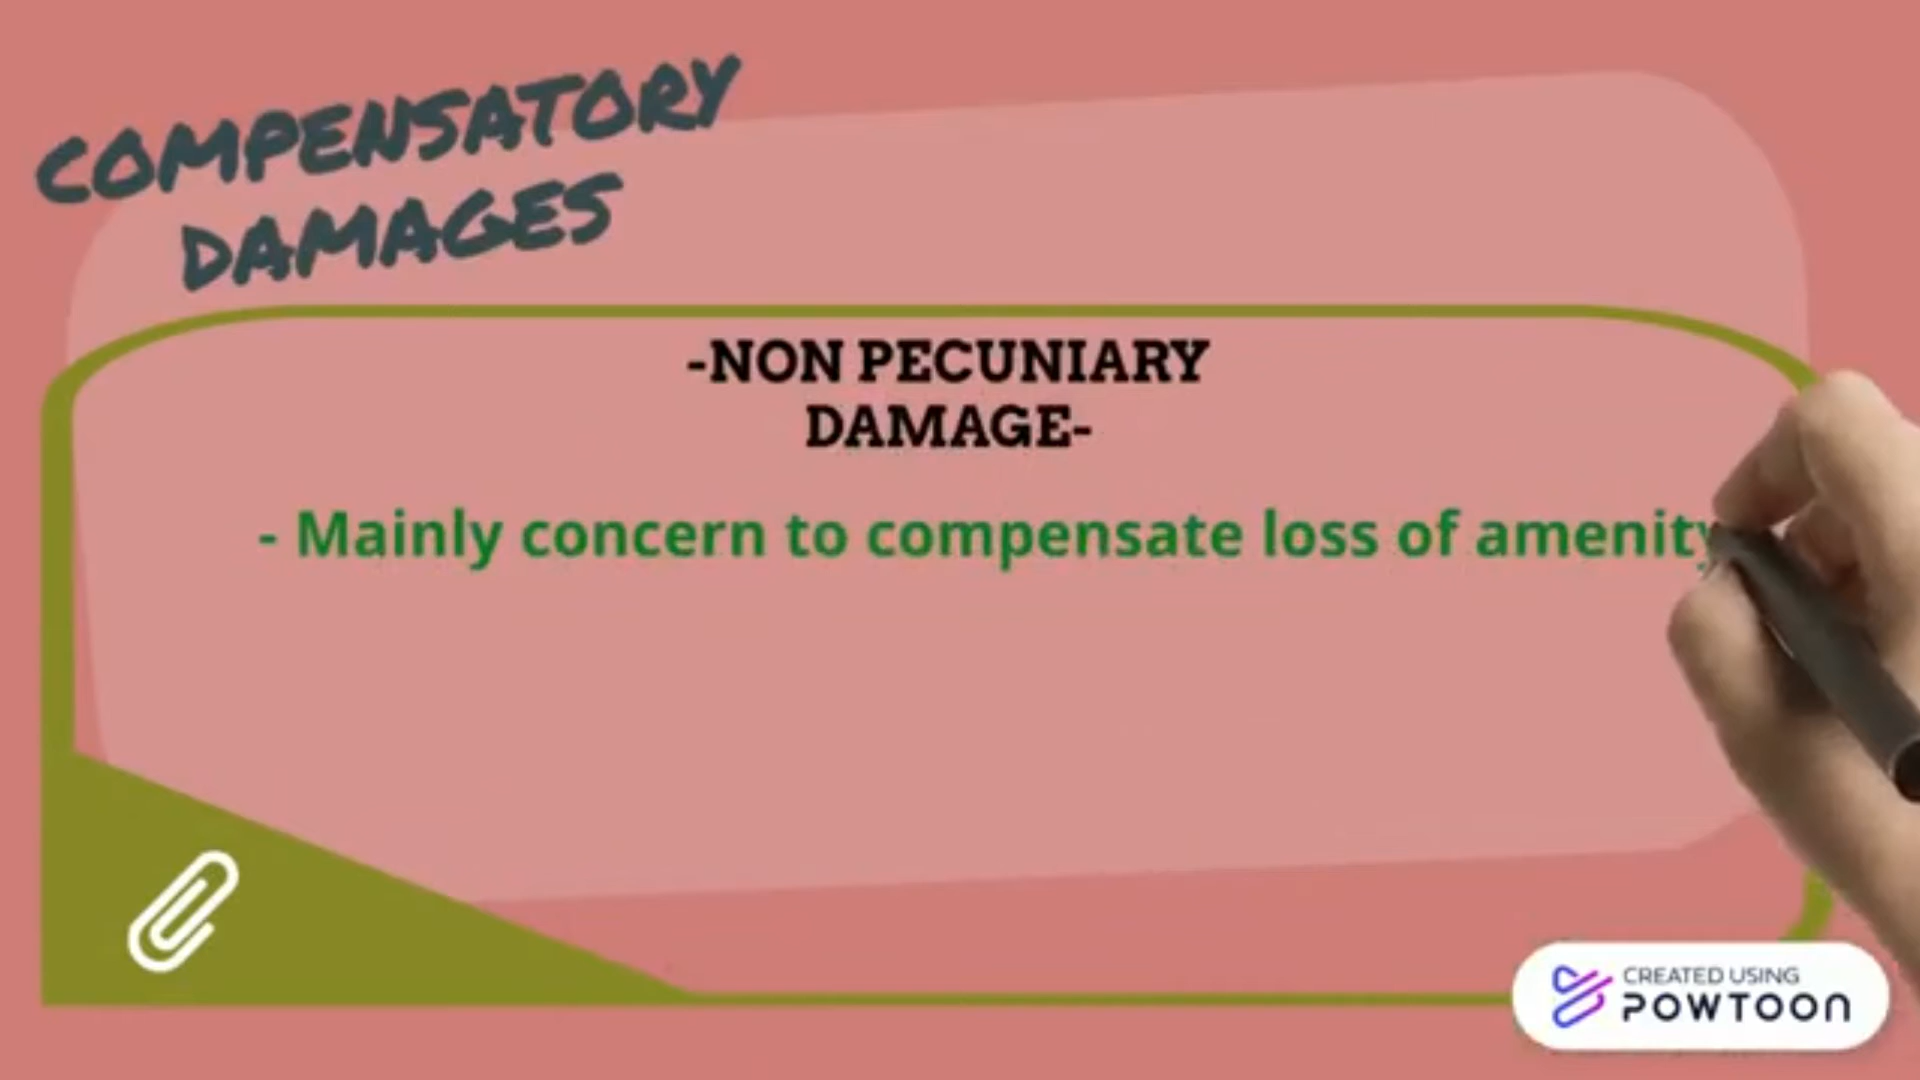 COMPENSATORY
DAMAGES
-NON PECUNIARY
DAMAGE-
- Mainly concern to compensate loss of amenity
CREATED USING
POWTOON